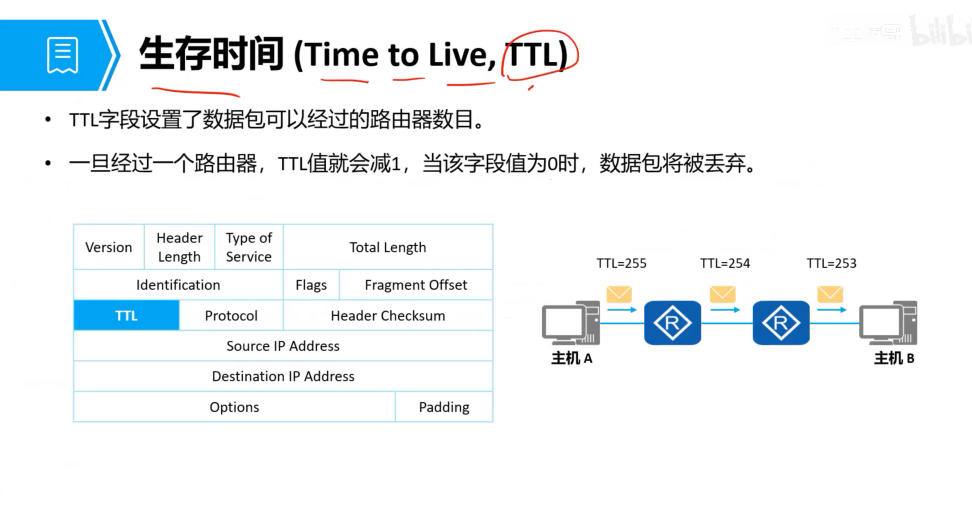 生存时间 (Time to Live, TTL)
• TTL字段设置了数据包可以经过的路由器数目。
• 一旦经过一个路由器，TTL值就会减1，当该字段值为0时，数据包将被丢弃。
Version
Header
Length
Type of
Service
Total Length
Identification
Flags
Fragment Offset
TTL
Protocol
Header Checksum
Source IP Address
Destination IP Address
Options
Padding
TTL=255
TTL=254
TTL=253
R
R
主机 A
主机 B
bilibili